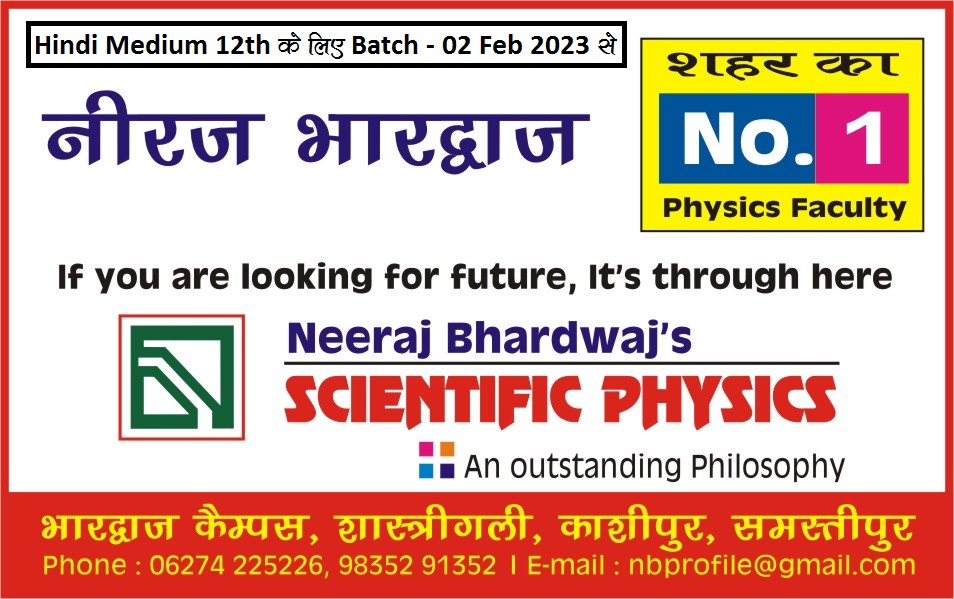 Hindi Medium 12th के लिए Batch - 02 Feb 2023 से
नीरज भारद्वाज
शहर का
No. 1
Physics Faculty
If you are looking for future, It's through here
Neeraj Bhardwaj's
SCIENTIFIC PHYSICS
An outstanding Philosophy
भारद्वाज कैम्पस, शास्त्रीगली, काशीपुर, समस्तीपुर
Phone : 06274 225226, 98352 91352 I E-mail : nbprofile@gmail.com